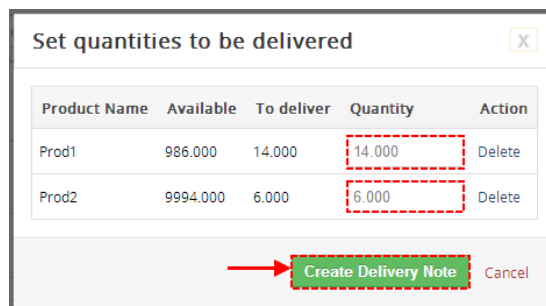 Set quantities to be delivered
X
Product Name Available To deliver Quantity Action
Prod1 986.000 14.000 14.000 Delete
Prod2 9994.000 6.000 6.000 Delete
Create Delivery Note Cancel